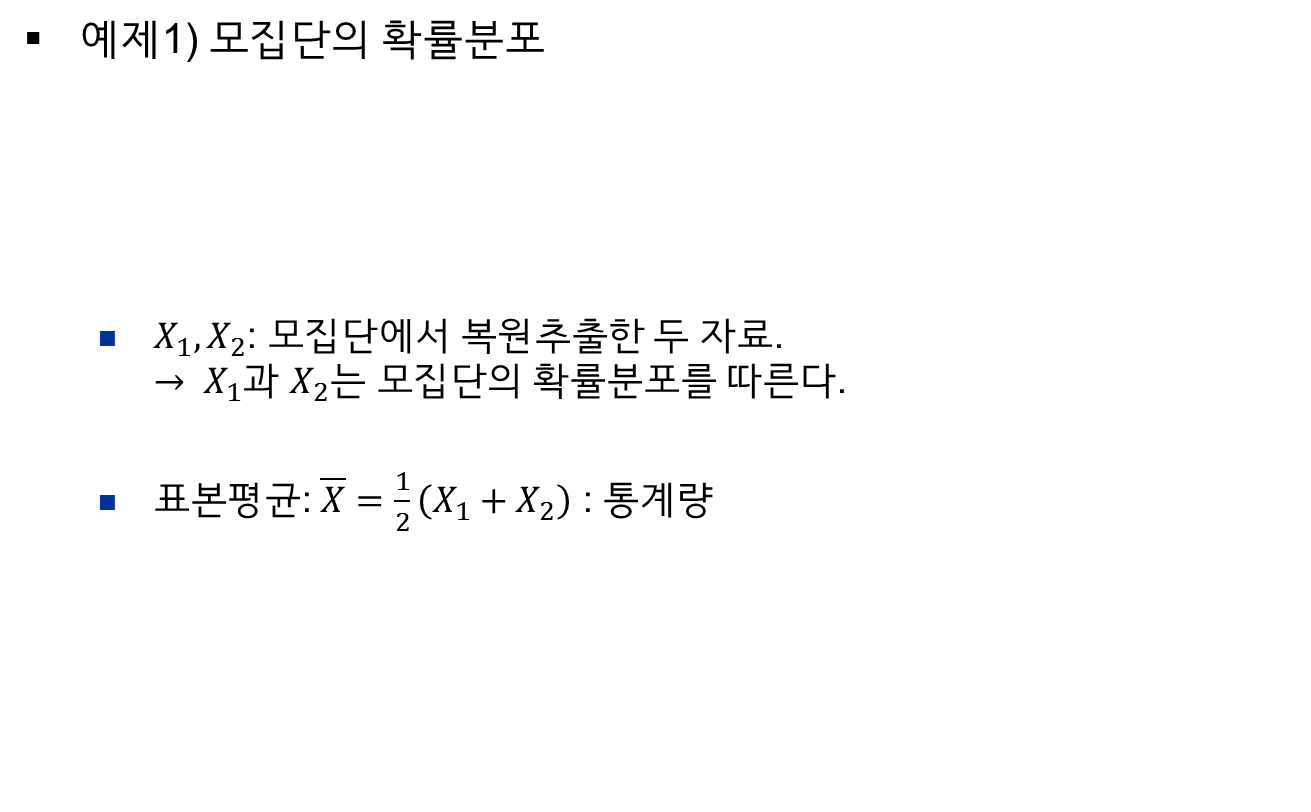 ▪ 예제1) 모집단의 확률분포
▪ X₁, X₂: 모집단에서 복원추출한 두 자료.
→ X₁과 X₂는 모집단의 확률분포를 따른다.
▪ 표본평균: X̅ = ½(X₁ + X₂) : 통계량